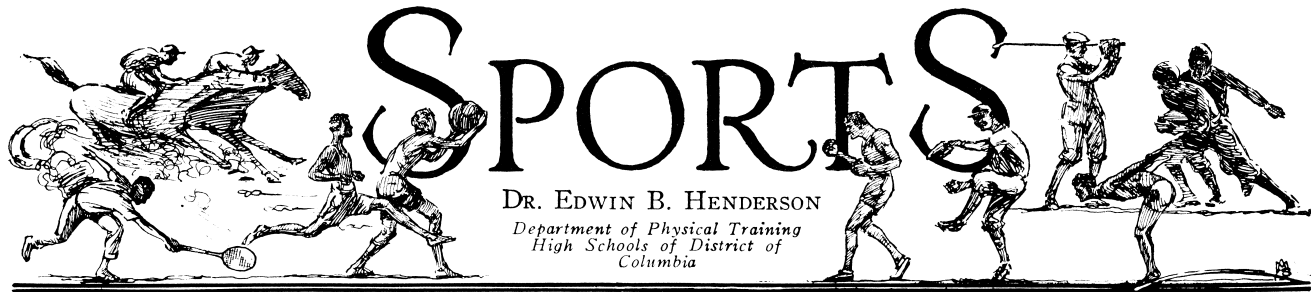 SPORTS
DR. EDWIN B. HENDERSON
Department of Physical Training
High Schools of District of
Columbia